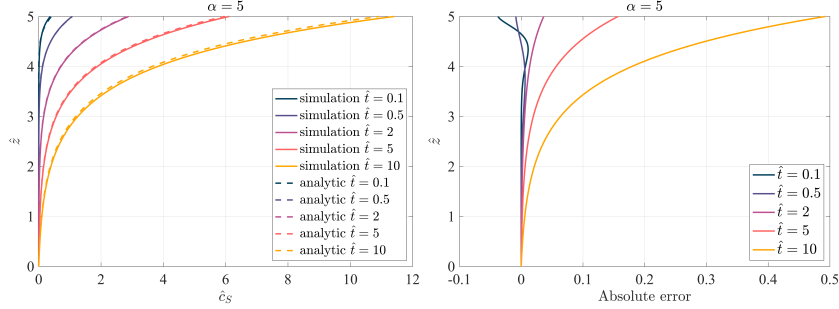 α = 5
5
4
3
2
1
0
ẑ
simulation t̂ = 0.1
simulation t̂ = 0.5
simulation t̂ = 2
simulation t̂ = 5
simulation t̂ = 10
analytic t̂ = 0.1
analytic t̂ = 0.5
analytic t̂ = 2
analytic t̂ = 5
analytic t̂ = 10
0 2 4 6 8 10 12
ĉ_S
α = 5
5
4
3
2
1
0
ẑ
t̂ = 0.1
t̂ = 0.5
t̂ = 2
t̂ = 5
t̂ = 10
-0.1 0 0.1 0.2 0.3 0.4 0.5
Absolute error